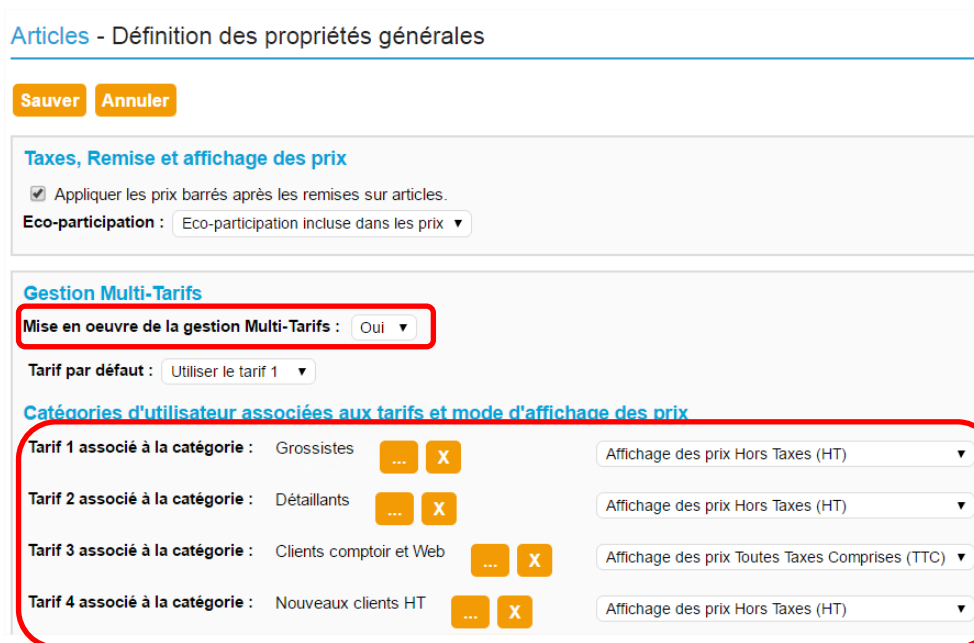 Articles - Définition des propriétés générales
Sauver Annuler
Taxes, Remise et affichage des prix
Appliquer les prix barrés après les remises sur articles.
Eco-participation : Eco-participation incluse dans les prix ▼
Gestion Multi-Tarifs
Mise en oeuvre de la gestion Multi-Tarifs : Oui ▼
Tarif par défaut : Utiliser le tarif 1 ▼
Catégories d'utilisateur associées aux tarifs et mode d'affichage des prix
Tarif 1 associé à la catégorie : Grossistes ... X Affichage des prix Hors Taxes (HT) ▼
Tarif 2 associé à la catégorie : Détaillants ... X Affichage des prix Hors Taxes (HT) ▼
Tarif 3 associé à la catégorie : Clients comptoir et Web ... X Affichage des prix Toutes Taxes Comprises (TTC) ▼
Tarif 4 associé à la catégorie : Nouveaux clients HT ... X Affichage des prix Hors Taxes (HT) ▼